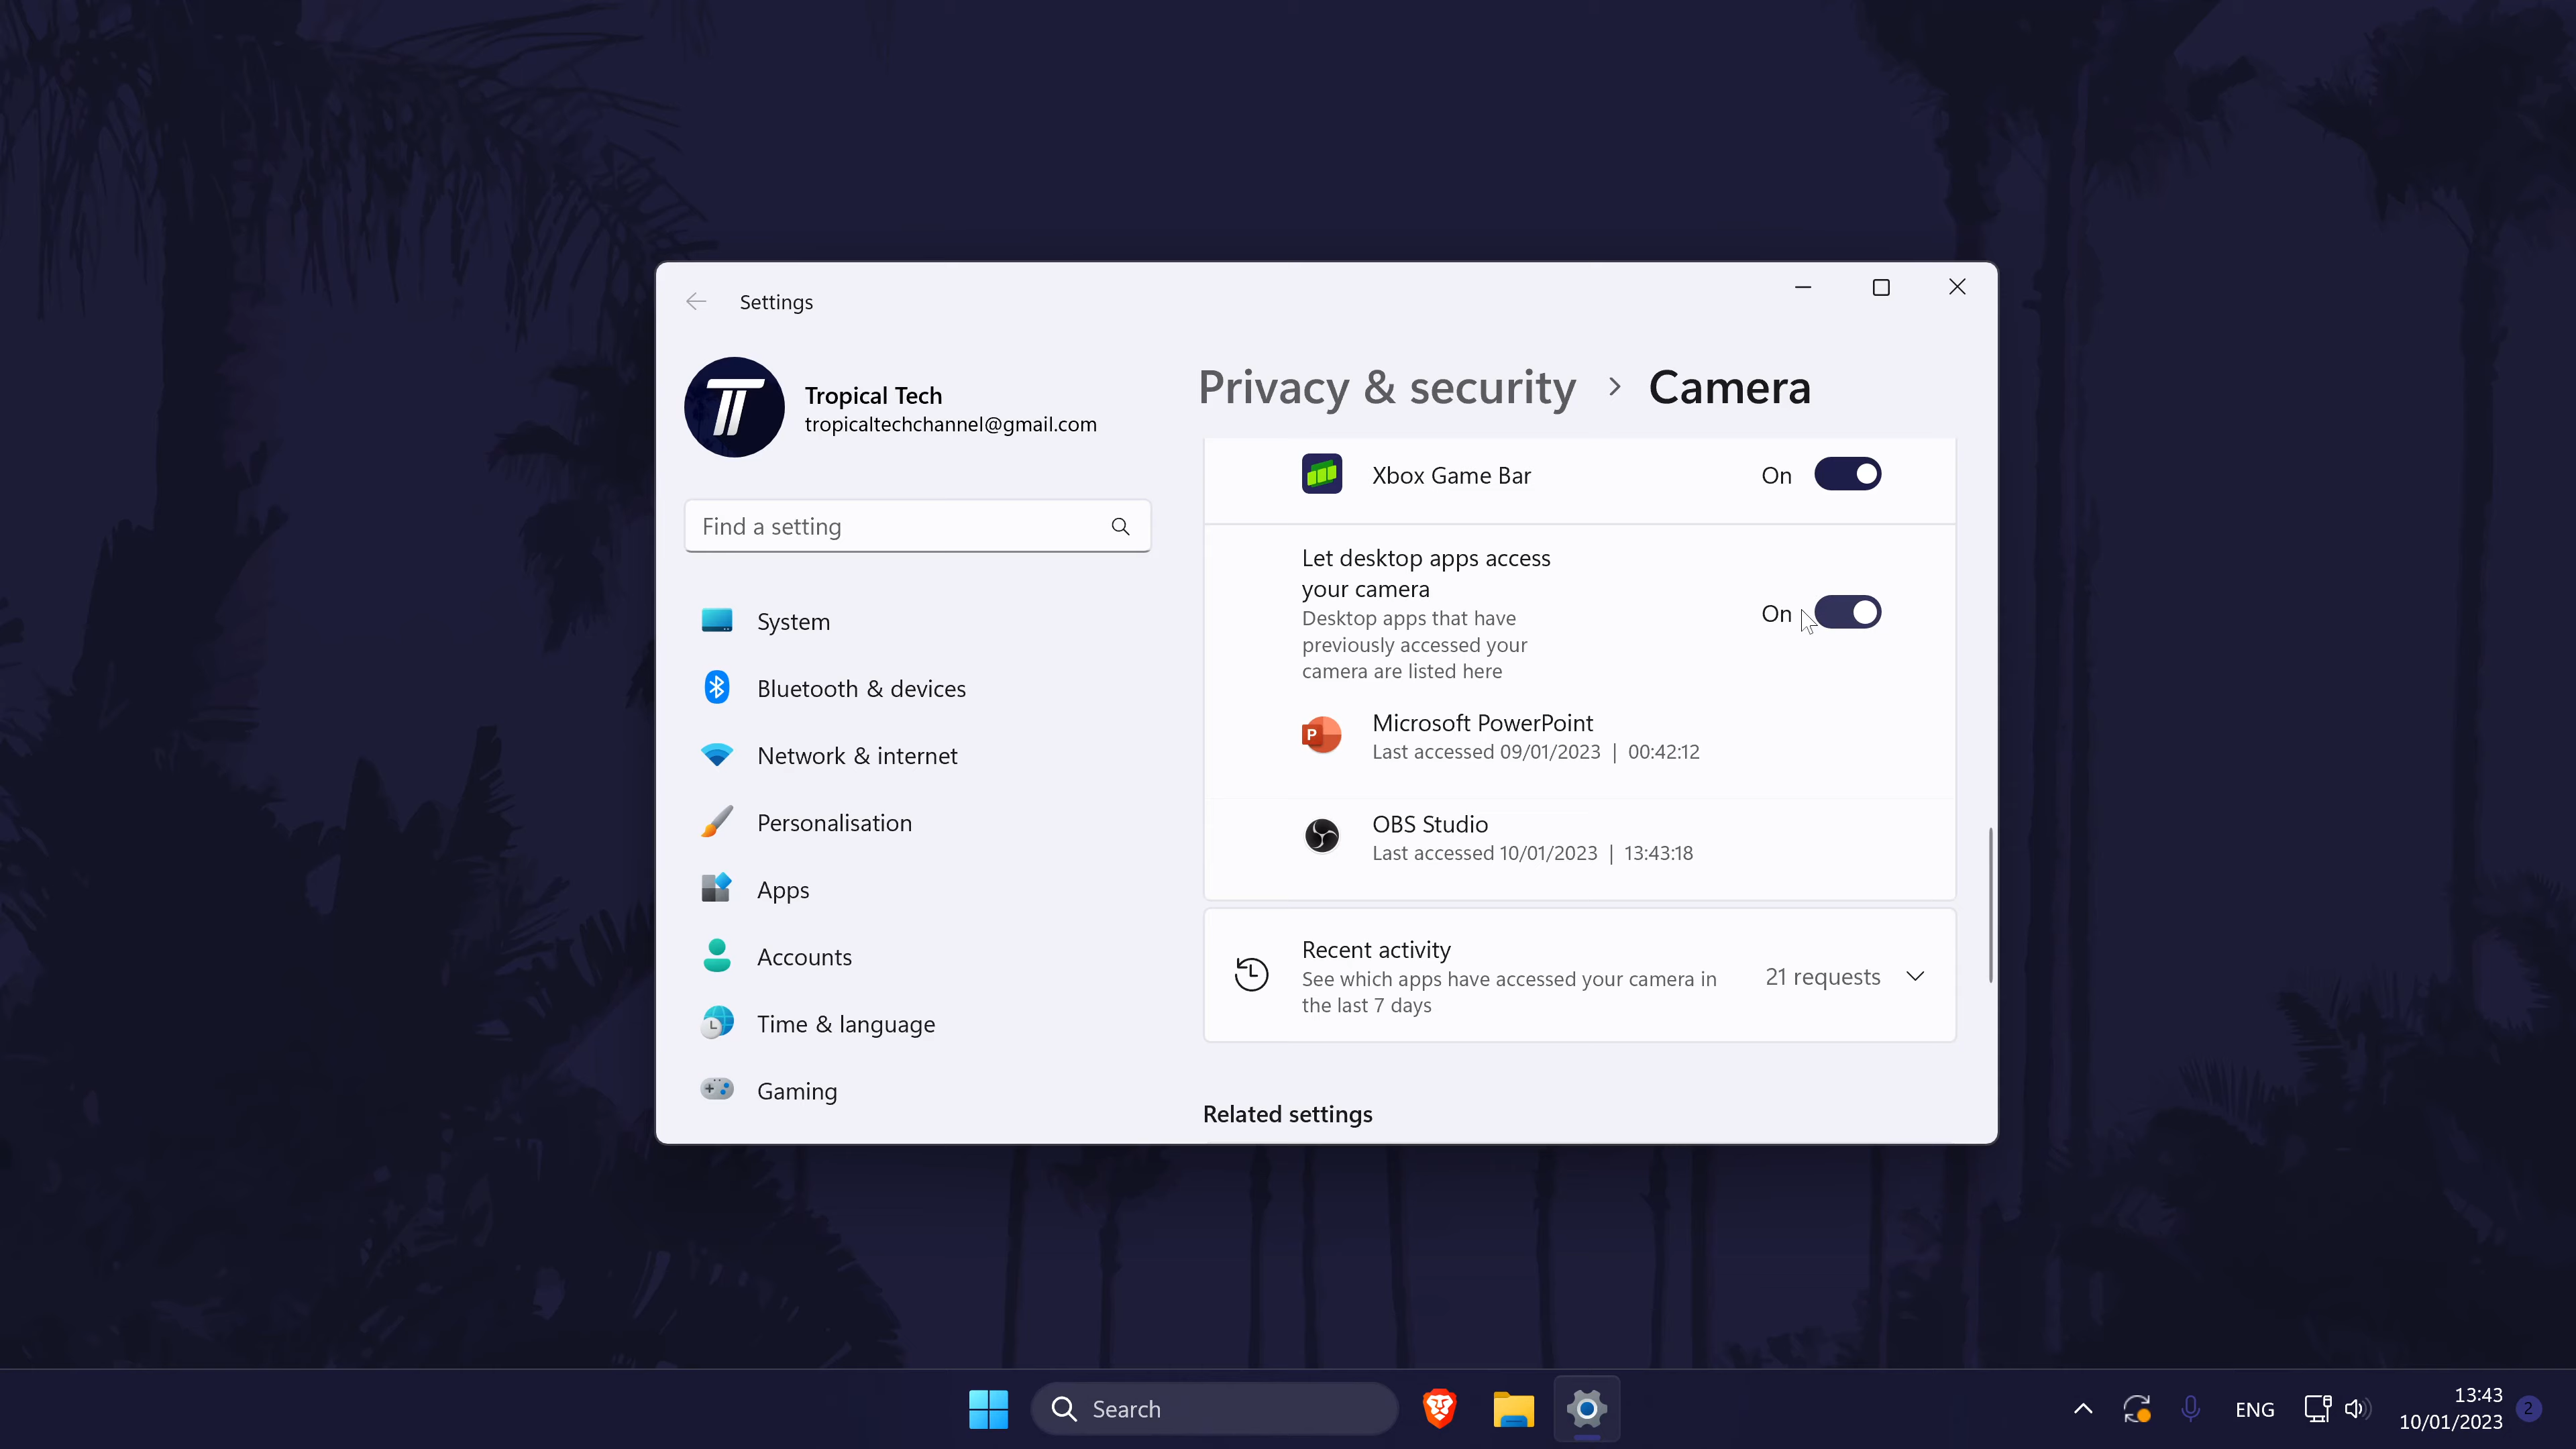 Settings
Tropical Tech
tropicaltechchannel@gmail.com
Find a setting
System
Bluetooth & devices
Network & internet
Personalisation
Apps
Accounts
Time & language
Gaming
Privacy & security > Camera
Xbox Game Bar On
Let desktop apps access
your camera
Desktop apps that have
previously accessed your
camera are listed here
On
Microsoft PowerPoint
Last accessed 09/01/2023 | 00:42:12
OBS Studio
Last accessed 10/01/2023 | 13:43:18
Recent activity
See which apps have accessed your camera in
the last 7 days
21 requests
Related settings
Search
ENG
13:43
10/01/2023
2